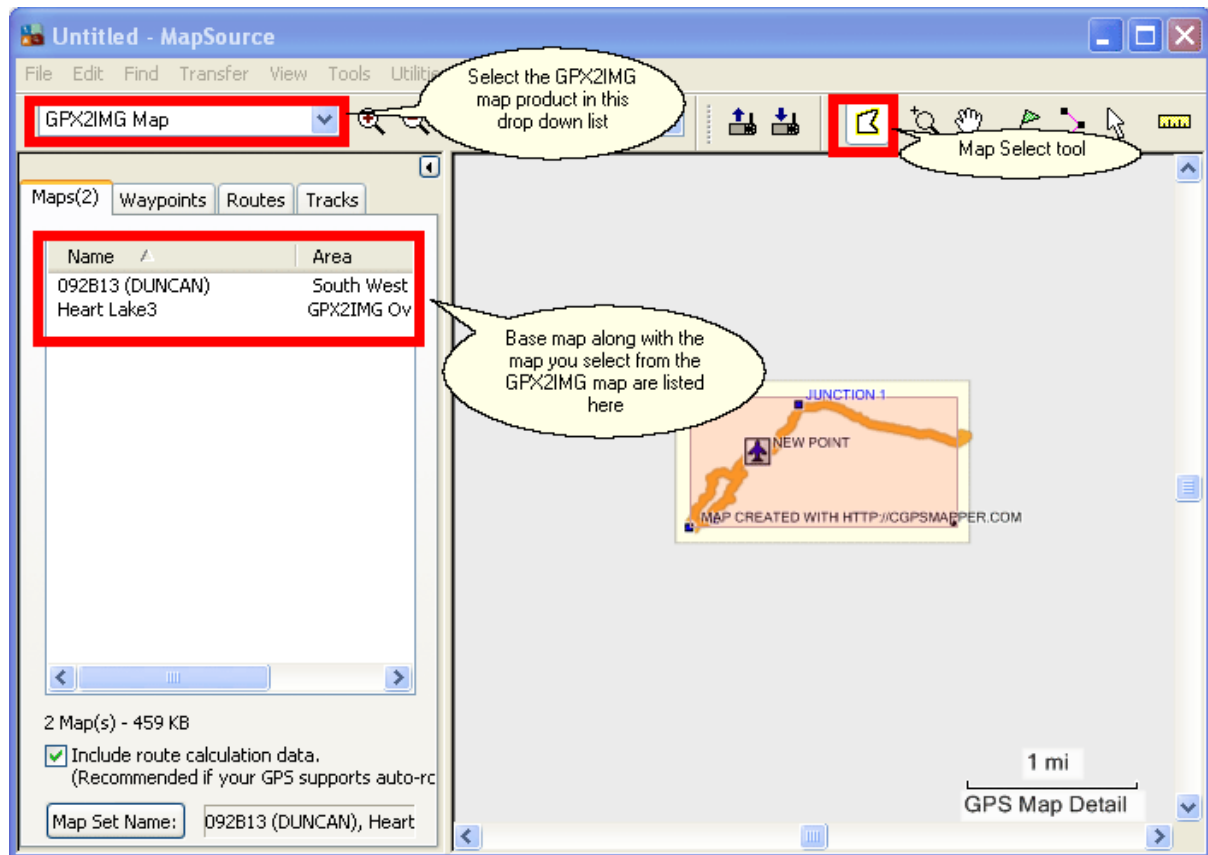 Untitled - MapSource
File Edit Find Transfer View Tools
Select the GPX2IMG
map product in this
drop down list
GPX2IMG Map
Map Select tool
Maps(2) Waypoints Routes Tracks
Name Area
092B13 (DUNCAN) South West
Heart Lake3 GPX2IMG Ov
Base map along with the
map you select from the
GPX2IMG map are listed
here
JUNCTION 1
NEW POINT
MAP CREATED WITH HTTP://CGPSMAPPER.COM
2 Map(s) - 459 KB
Include route calculation data.
(Recommended if your GPS supports auto-rc
Map Set Name: 092B13 (DUNCAN), Heart
1 mi
GPS Map Detail